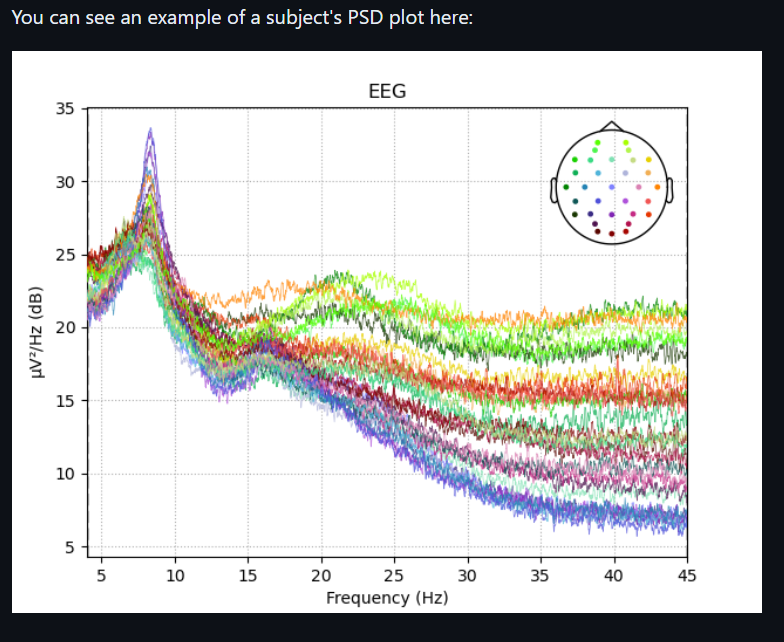 You can see an example of a subject's PSD plot here:
EEG
35
30
25
20
15
10
5
µV²/Hz (dB)
5 10 15 20 25 30 35 40 45
Frequency (Hz)